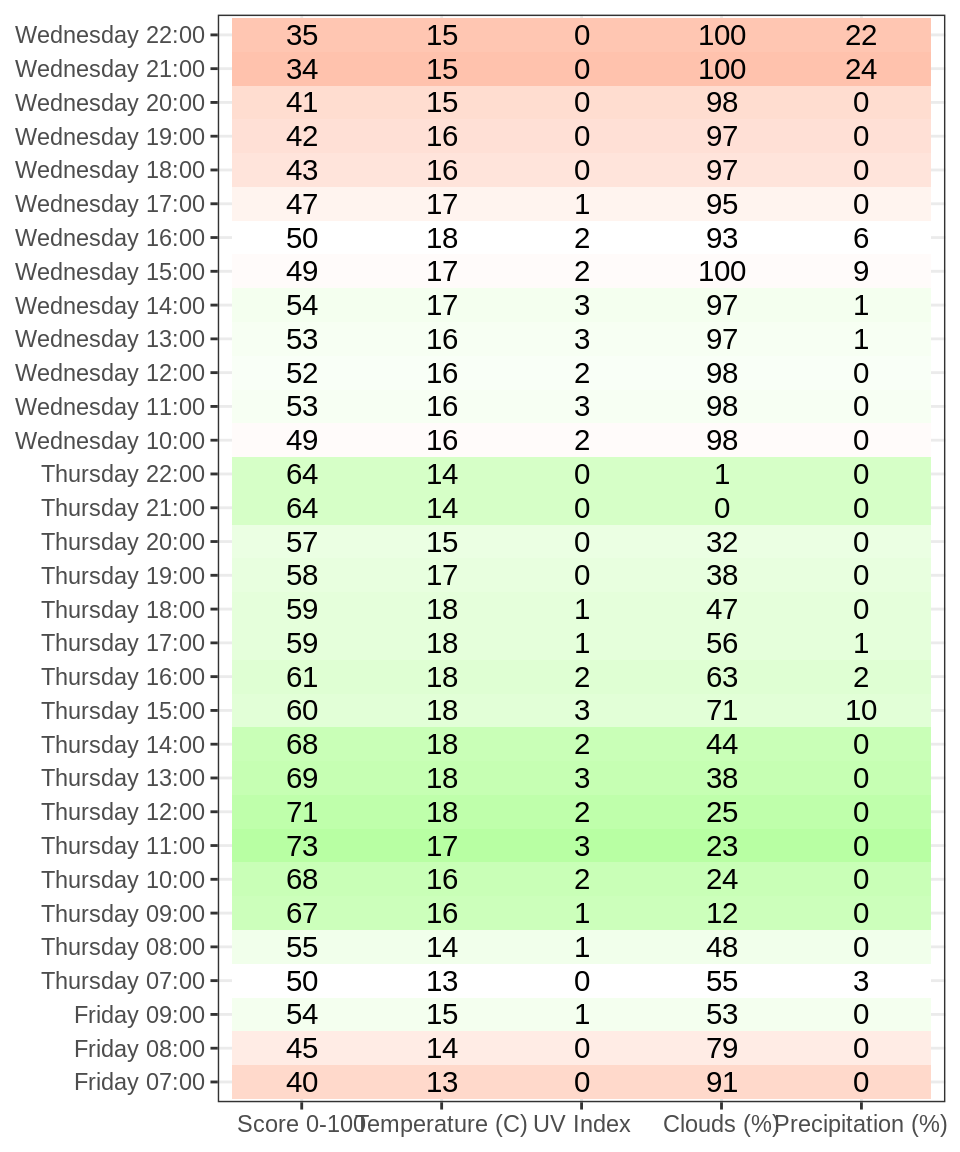 Wednesday 22:00 35 15 0 100 22
Wednesday 21:00 34 15 0 100 24
Wednesday 20:00 41 15 0 98 0
Wednesday 19:00 42 16 0 97 0
Wednesday 18:00 43 16 0 97 0
Wednesday 17:00 47 17 1 95 0
Wednesday 16:00 50 18 2 93 6
Wednesday 15:00 49 17 2 100 9
Wednesday 14:00 54 17 3 97 1
Wednesday 13:00 53 16 3 97 1
Wednesday 12:00 52 16 2 98 0
Wednesday 11:00 53 16 3 98 0
Wednesday 10:00 49 16 2 98 0
Thursday 22:00 64 14 0 1 0
Thursday 21:00 64 14 0 0 0
Thursday 20:00 57 15 0 32 0
Thursday 19:00 58 17 0 38 0
Thursday 18:00 59 18 1 47 0
Thursday 17:00 59 18 1 56 1
Thursday 16:00 61 18 2 63 2
Thursday 15:00 60 18 3 71 10
Thursday 14:00 68 18 2 44 0
Thursday 13:00 69 18 3 38 0
Thursday 12:00 71 18 2 25 0
Thursday 11:00 73 17 3 23 0
Thursday 10:00 68 16 2 24 0
Thursday 09:00 67 16 1 12 0
Thursday 08:00 55 14 1 48 0
Thursday 07:00 50 13 0 55 3
Friday 09:00 54 15 1 53 0
Friday 08:00 45 14 0 79 0
Friday 07:00 40 13 0 91 0
Score 0-100 Temperature (C) UV Index Clouds (%) Precipitation (%)